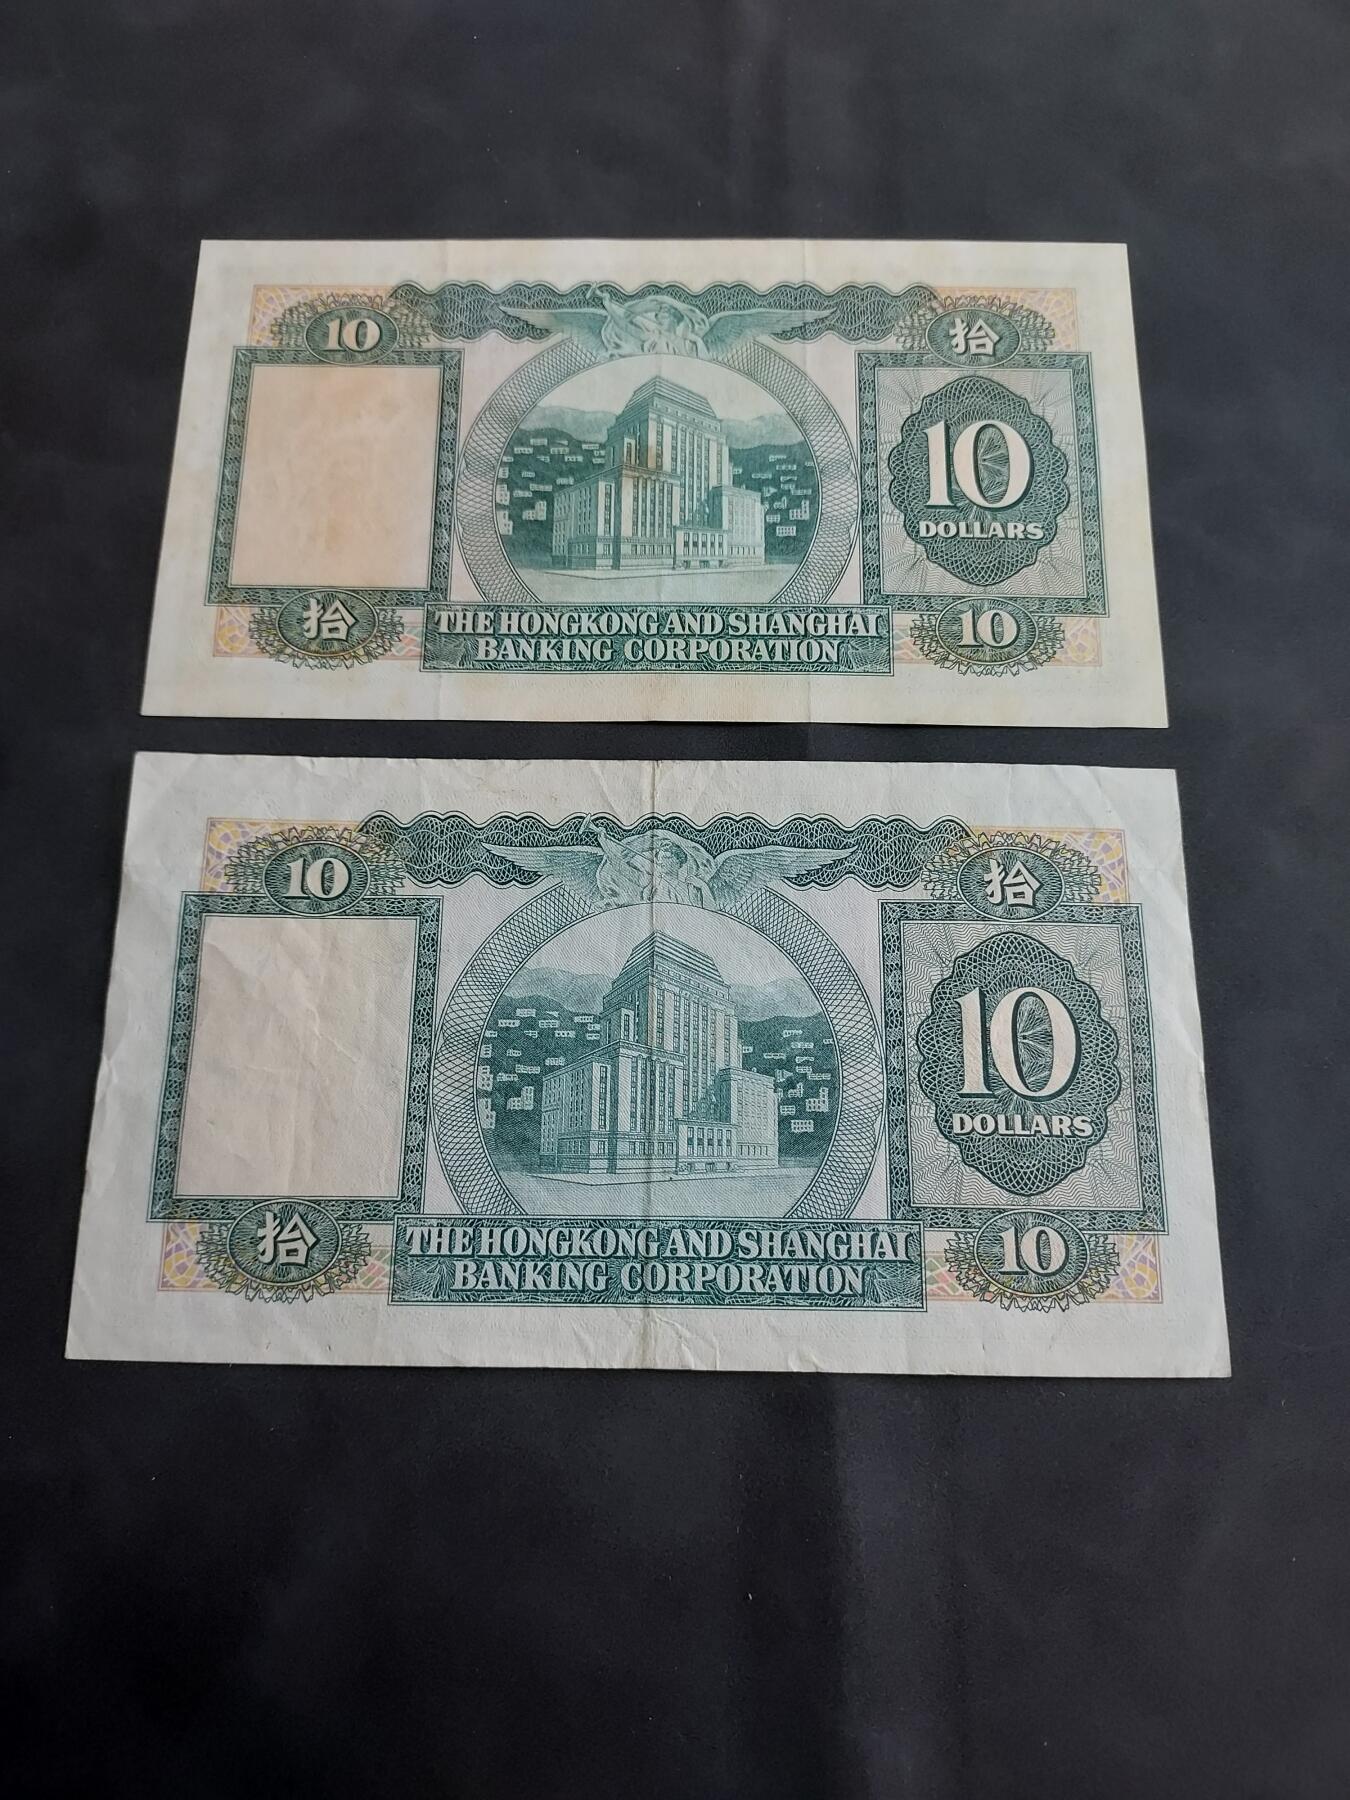 10
拾
10
DOLLARS
拾
THE HONGKONG AND SHANGHAI
BANKING CORPORATION
10
10
拾
10
DOLLARS
拾
THE HONGKONG AND SHANGHAI
BANKING CORPORATION
10